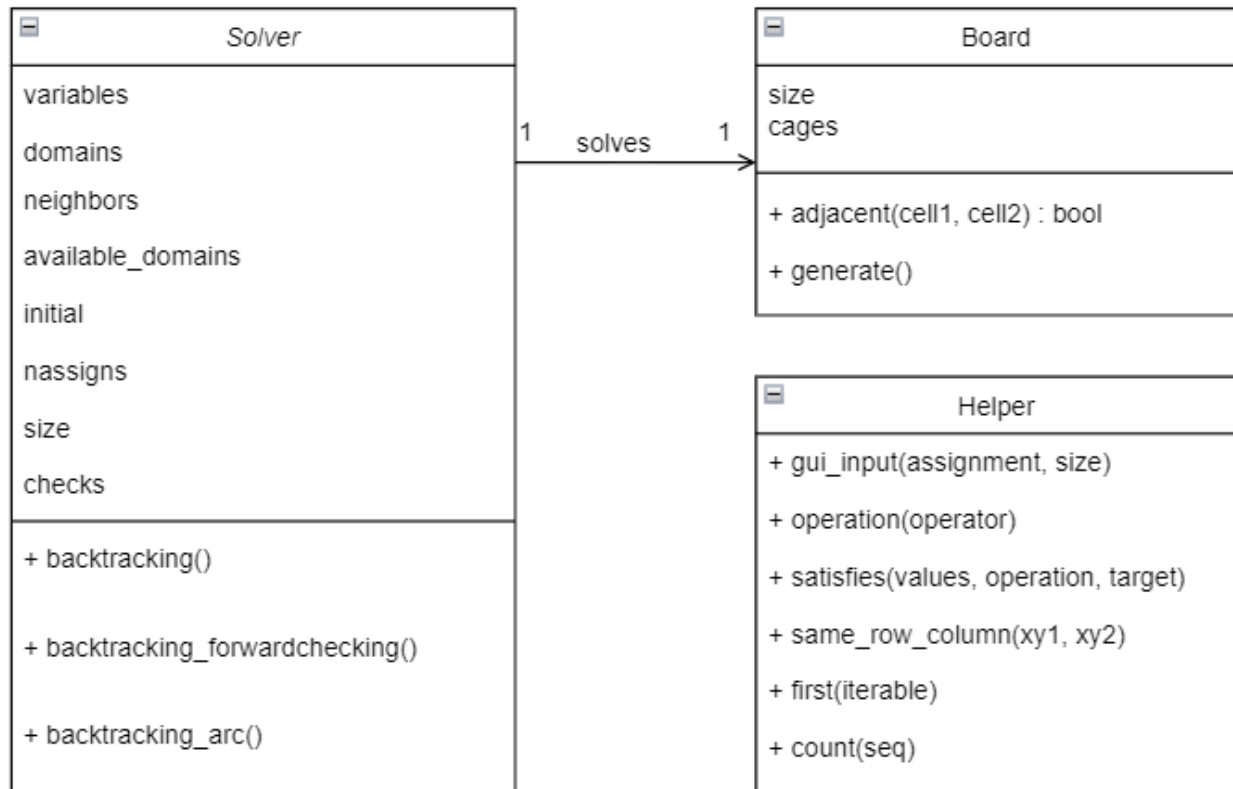 Solver
variables
domains
neighbors
available_domains
initial
nassigns
size
checks
+ backtracking()
+ backtracking_forwardchecking()
+ backtracking_arc()
1 solves 1
Board
size
cages
+ adjacent(cell1, cell2) : bool
+ generate()
Helper
+ gui_input(assignment, size)
+ operation(operator)
+ satisfies(values, operation, target)
+ same_row_column(xy1, xy2)
+ first(iterable)
+ count(seq)